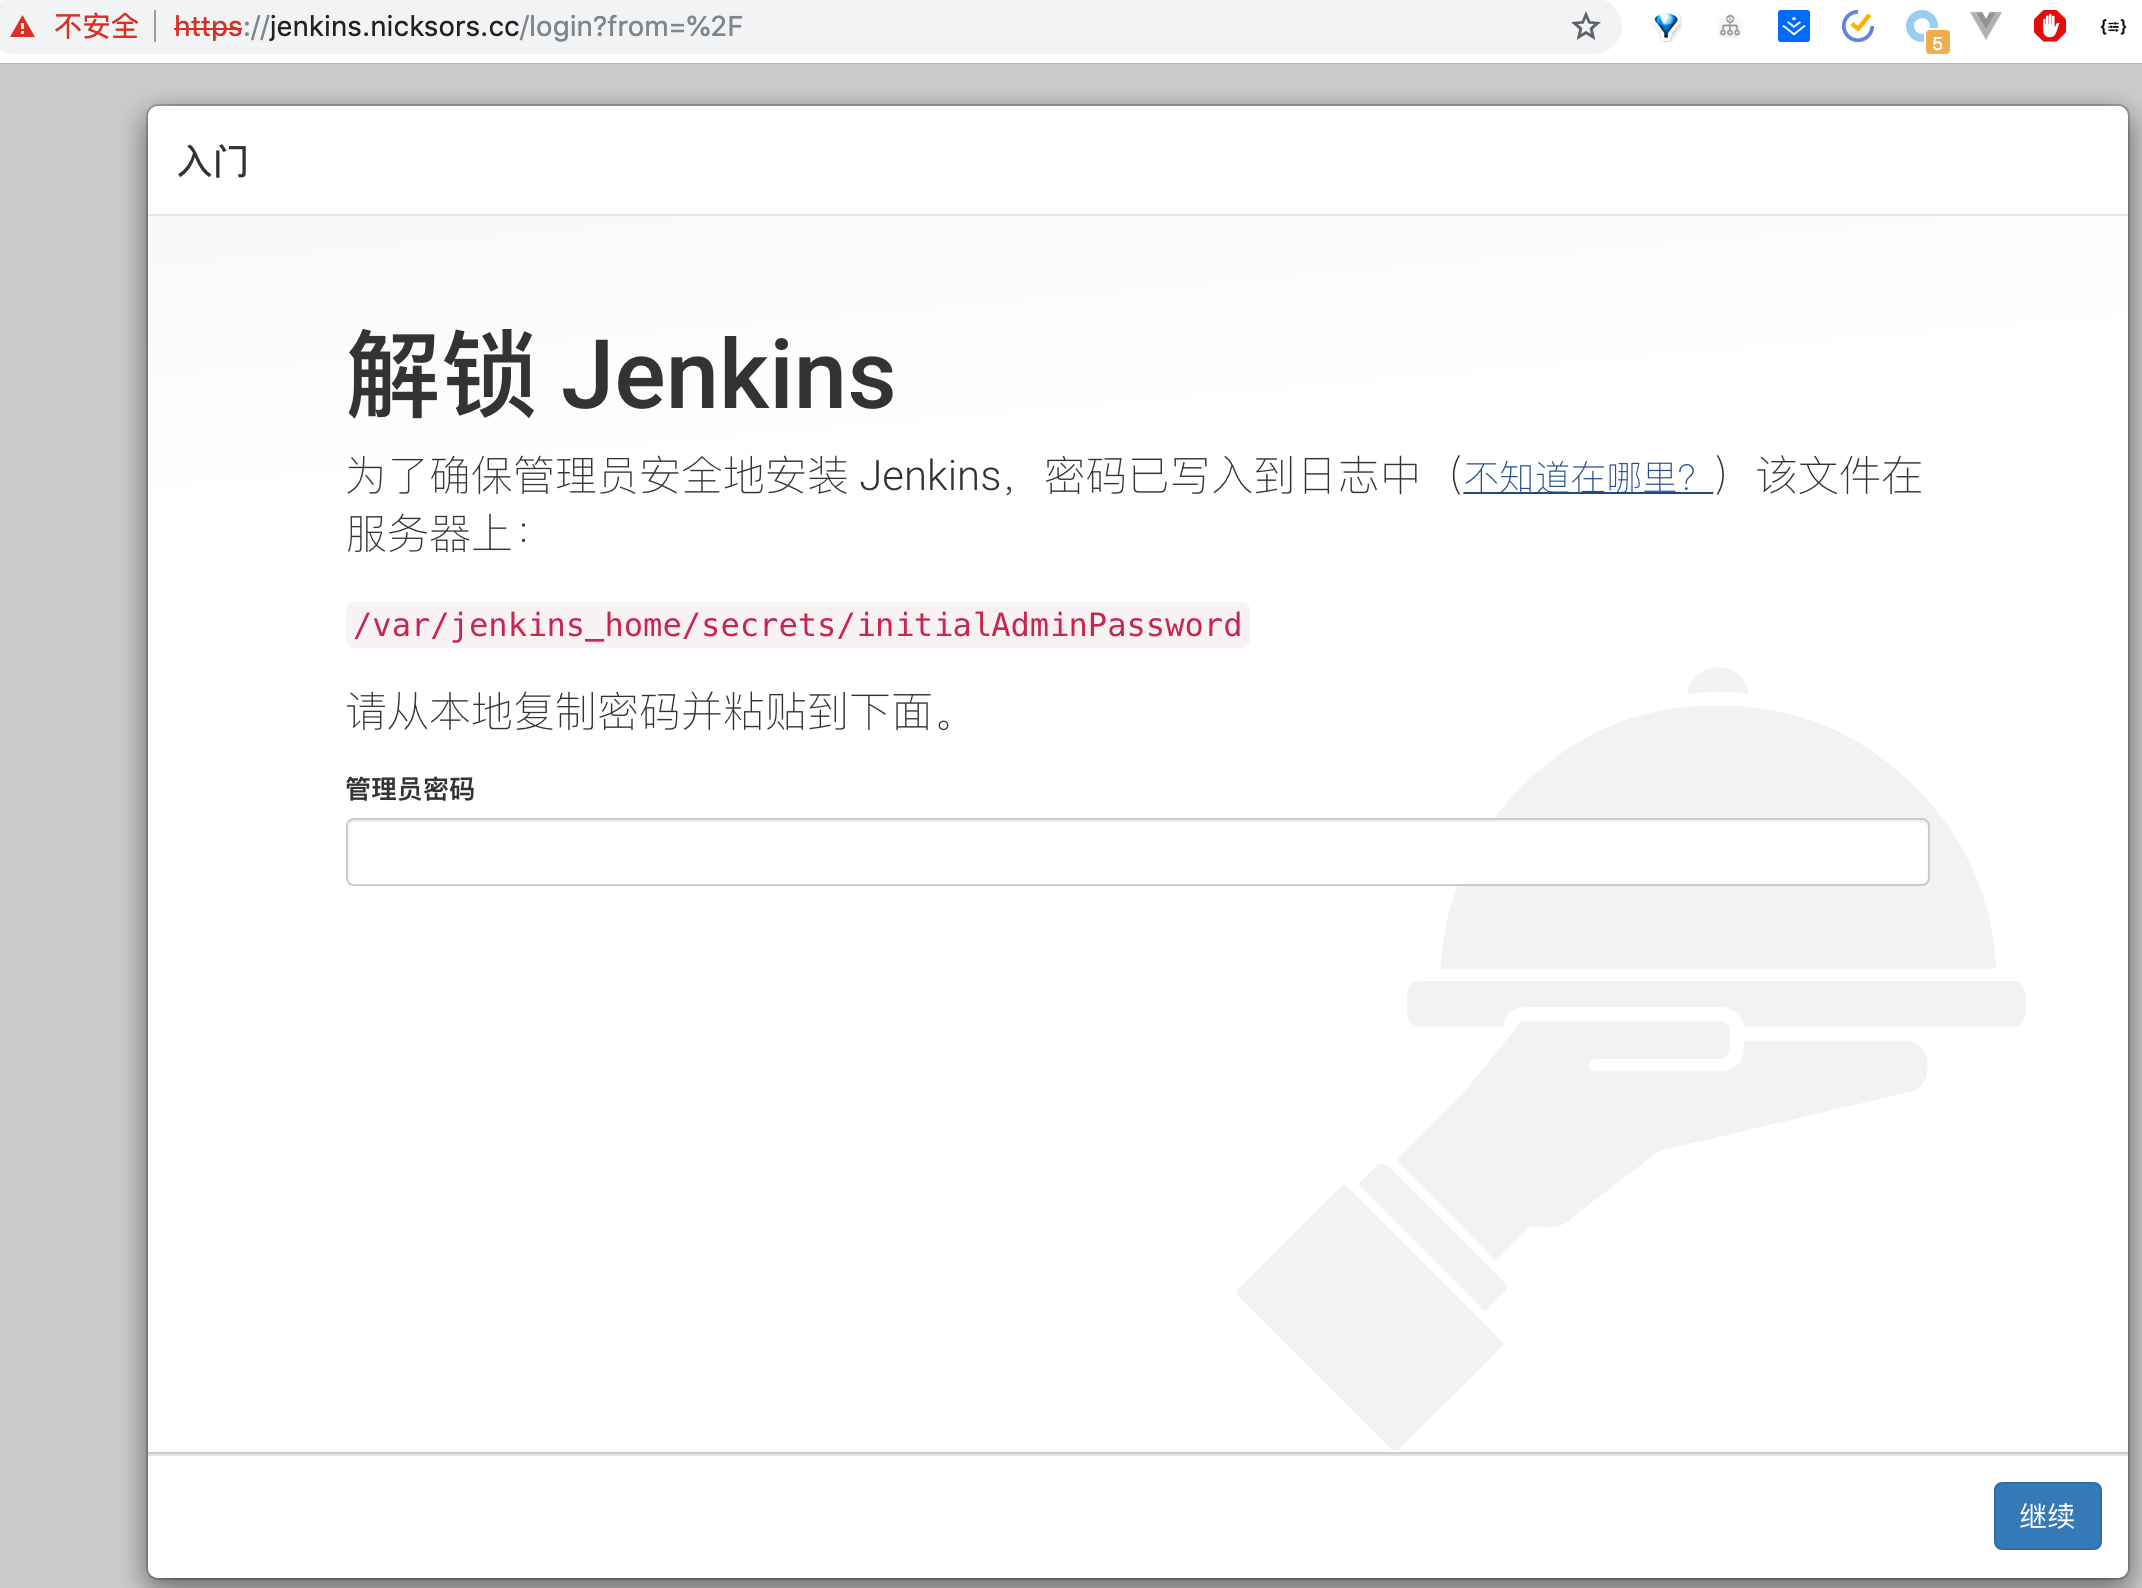 不安全 https://jenkins.nicksors.cc/login?from=%2F
5
入门
解锁 Jenkins
为了确保管理员安全地安装 Jenkins，密码已写入到日志中（不知道在哪里？）该文件在
服务器上：
/var/jenkins_home/secrets/initialAdminPassword
请从本地复制密码并粘贴到下面。
管理员密码
继续